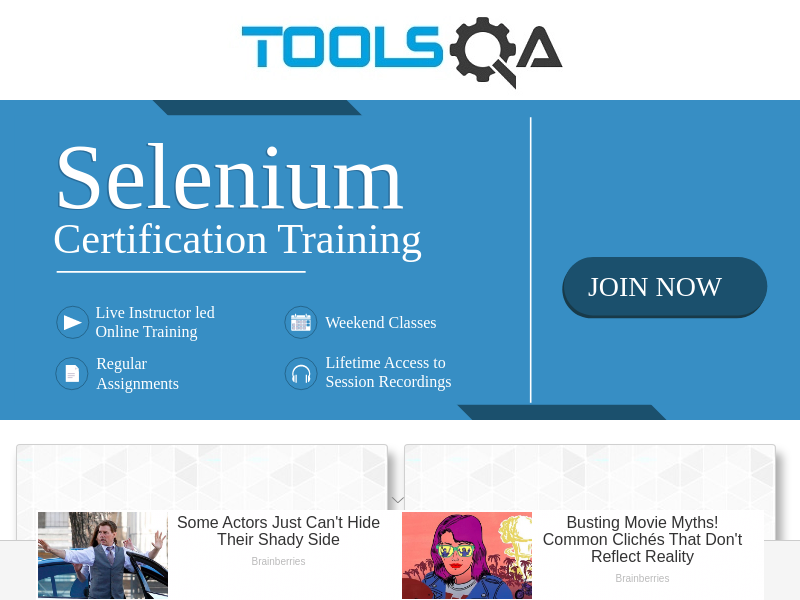 TOOLSQA
Selenium
Certification Training
JOIN NOW
Live Instructor led
Online Training
Weekend Classes
Regular
Assignments
Lifetime Access to
Session Recordings
Some Actors Just Can't Hide
Their Shady Side
Brainberries
Busting Movie Myths!
Common Clichés That Don't
Reflect Reality
Brainberries